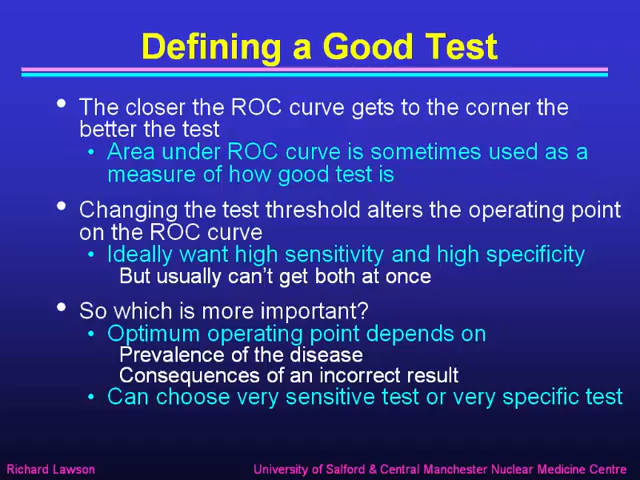 Defining a Good Test
• The closer the ROC curve gets to the corner the
better the test
• Area under ROC curve is sometimes used as a
measure of how good test is
• Changing the test threshold alters the operating point
on the ROC curve
• Ideally want high sensitivity and high specificity
But usually can't get both at once
• So which is more important?
• Optimum operating point depends on
Prevalence of the disease
Consequences of an incorrect result
• Can choose very sensitive test or very specific test
Richard Lawson
University of Salford & Central Manchester Nuclear Medicine Centre